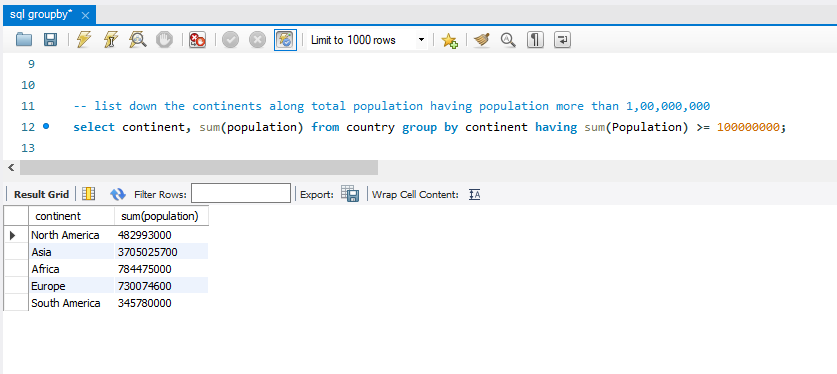 sql groupby* ×
Limit to 1000 rows
9
10
11 -- list down the continents along total population having population more than 1,00,000,000
12 select continent, sum(population) from country group by continent having sum(Population) >= 100000000;
13
Result Grid Filter Rows: Export: Wrap Cell Content: IA
continent sum(population)
North America 482993000
Asia 3705025700
Africa 784475000
Europe 730074600
South America 345780000